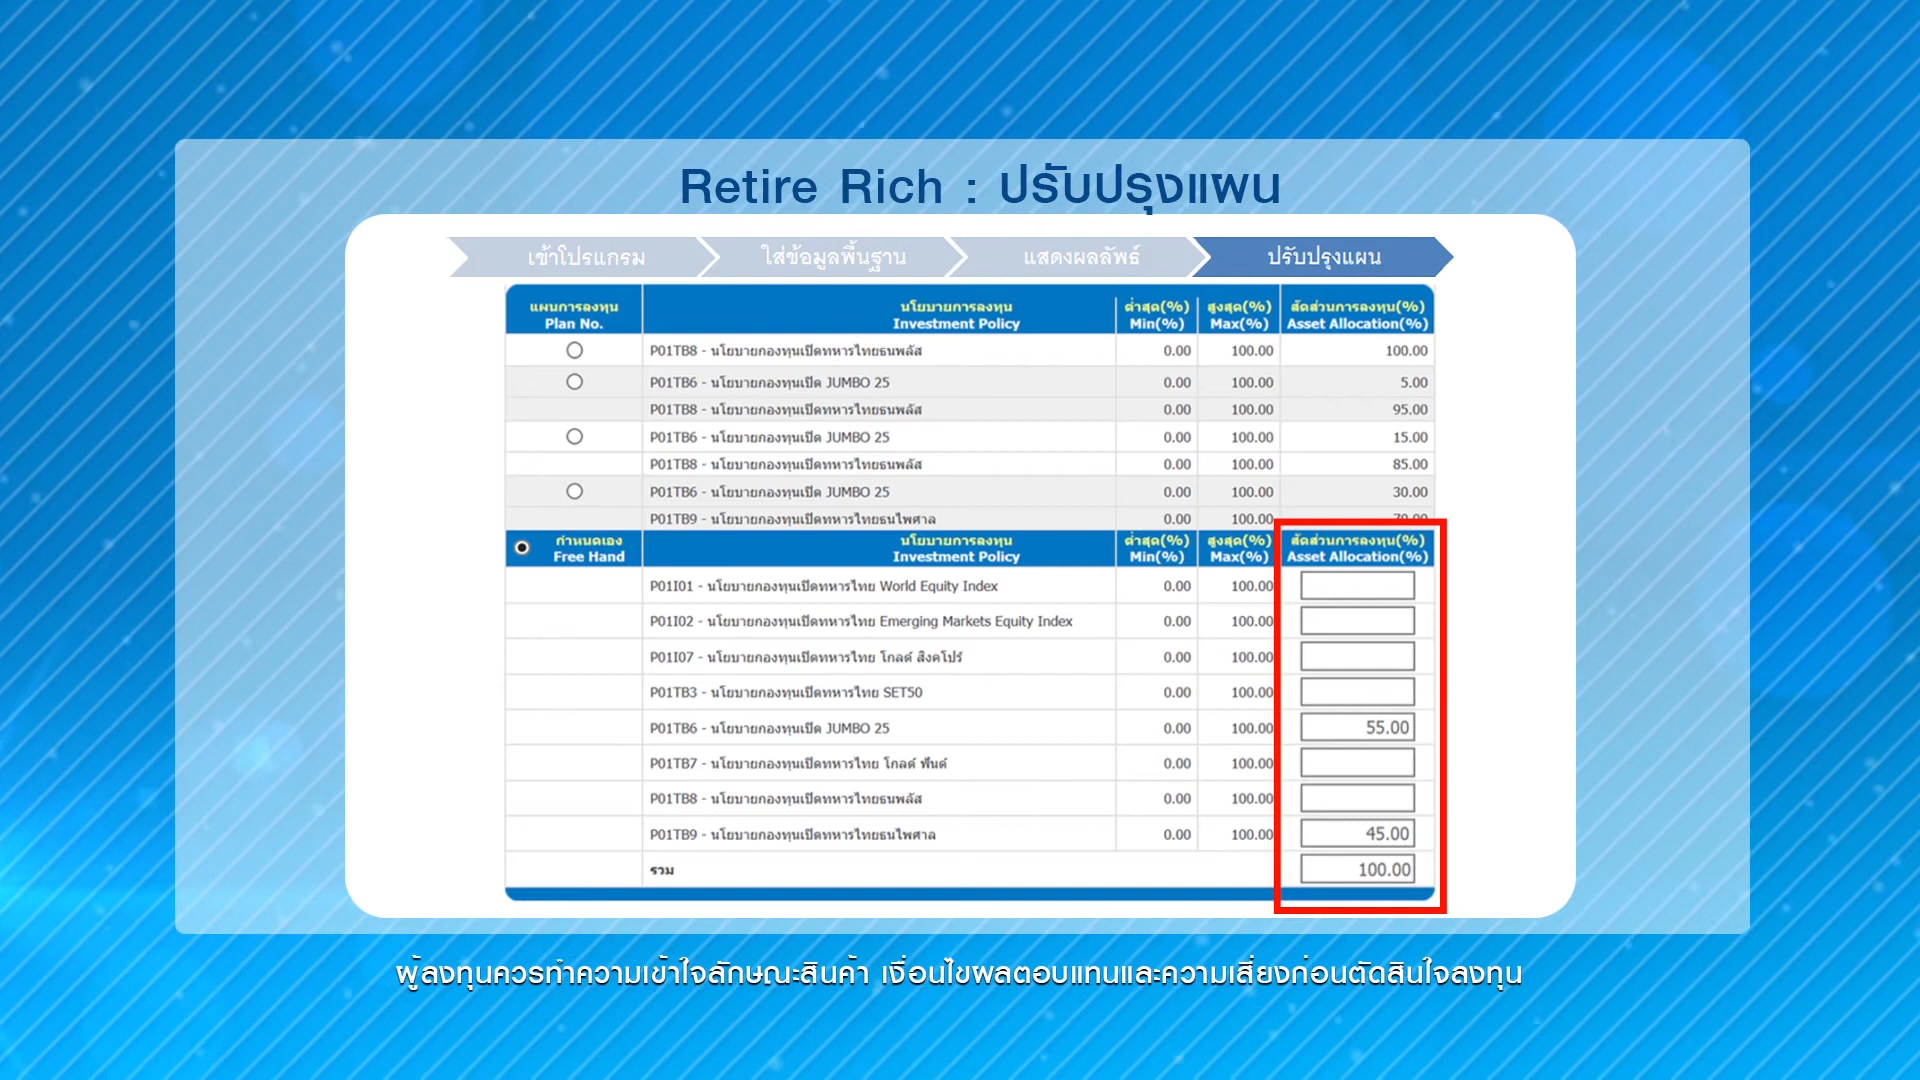 Retire Rich : ปรับปรุงแผน
เข้าโปรแกรม ใส่ข้อมูลพื้นฐาน แสดงผลลัพธ์ ปรับปรุงแผน
แผนการลงทุน นโยบายการลงทุน ต่ำสุด(%) สูงสุด(%) สัดส่วนการลงทุน(%)
Plan No. Investment Policy Min(%) Max(%) Asset Allocation(%)
P01TB8 - นโยบายกองทุนเปิดทหารไทยธนพลัส 0.00 100.00 100.00
P01TB6 - นโยบายกองทุนเปิด JUMBO 25 0.00 100.00 5.00
P01TB8 - นโยบายกองทุนเปิดทหารไทยธนพลัส 0.00 100.00 95.00
P01TB6 - นโยบายกองทุนเปิด JUMBO 25 0.00 100.00 15.00
P01TB8 - นโยบายกองทุนเปิดทหารไทยธนพลัส 0.00 100.00 85.00
P01TB6 - นโยบายกองทุนเปิด JUMBO 25 0.00 100.00 30.00
P01TB9 - นโยบายกองทุนเปิดทหารไทยธนไพศาล 0.00 100.00 70.00
กำหนดเอง นโยบายการลงทุน ต่ำสุด(%) สูงสุด(%) สัดส่วนการลงทุน(%)
Free Hand Investment Policy Min(%) Max(%) Asset Allocation(%)
P01I01 - นโยบายกองทุนเปิดทหารไทย World Equity Index 0.00 100.00
P01I02 - นโยบายกองทุนเปิดทหารไทย Emerging Markets Equity Index 0.00 100.00
P01I07 - นโยบายกองทุนเปิดทหารไทย โกลด์ สิงคโปร์ 0.00 100.00
P01TB3 - นโยบายกองทุนเปิดทหารไทย SET50 0.00 100.00
P01TB6 - นโยบายกองทุนเปิด JUMBO 25 0.00 100.00 55.00
P01TB7 - นโยบายกองทุนเปิดทหารไทย โกลด์ ฟันด์ 0.00 100.00
P01TB8 - นโยบายกองทุนเปิดทหารไทยธนพลัส 0.00 100.00
P01TB9 - นโยบายกองทุนเปิดทหารไทยธนไพศาล 0.00 100.00 45.00
รวม 100.00
ผู้ลงทุนควรทำความเข้าใจลักษณะสินค้า เงื่อนไขผลตอบแทนและความเสี่ยงก่อนตัดสินใจลงทุน